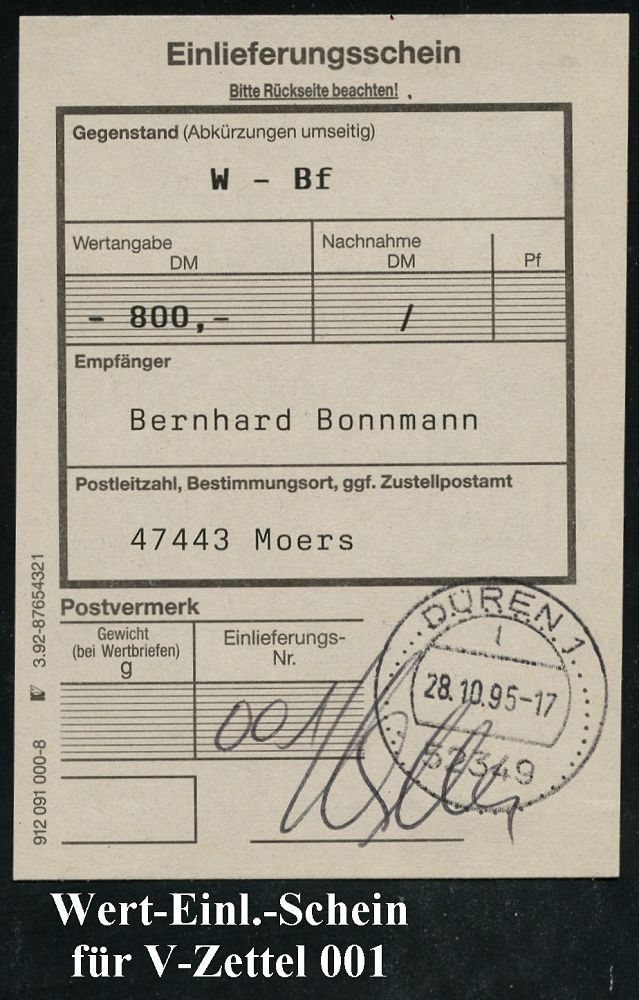 Einlieferungsschein
Bitte Rückseite beachten!
Gegenstand (Abkürzungen umseitig)
W - Bf
Wertangabe
DM
Nachnahme
DM
Pf
- 800,-
/
Empfänger
Bernhard Bonnmann
Postleitzahl, Bestimmungsort, ggf. Zustellpostamt
47443 Moers
Postvermerk
Gewicht
(bei Wertbriefen)
g
Einlieferungs-
Nr.
001
DÜREN 1
l
28.10.95-17
52349
912 091 000-8 3.92-87654321
Wert-Einl.-Schein
für V-Zettel 001